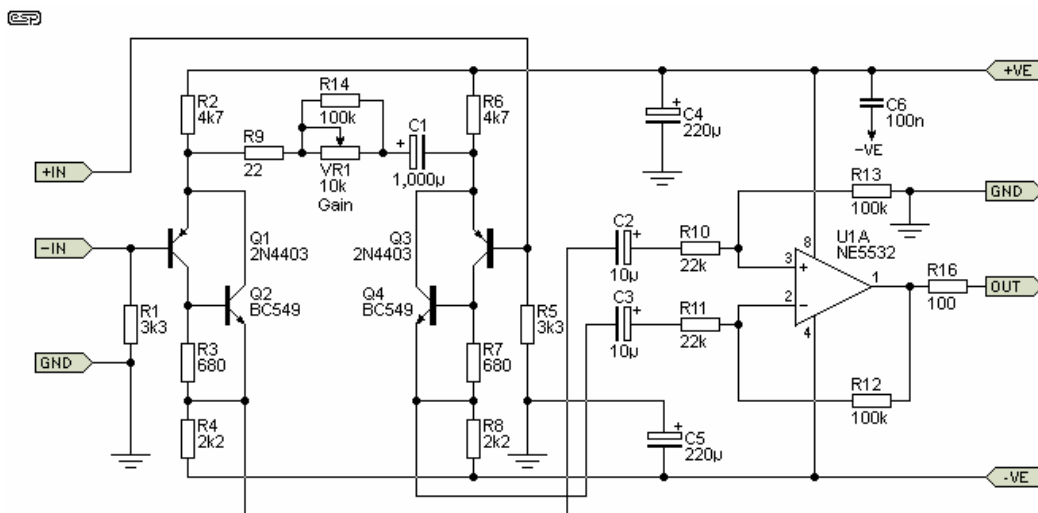 esp
R2
4k7
R9
22
R14
100k
VR1
10k
Gain
+
C1
1,000µ
R6
4k7
+
C4
220µ
C6
100n
-VE
+VE
+IN
-IN
GND
R1
3k3
Q1
2N4403
Q2
BC549
R3
680
R4
2k2
Q3
2N4403
Q4
BC549
R7
680
R8
2k2
R5
3k3
C2
+
10µ
R10
22k
C3
+
10µ
R11
22k
+
C5
220µ
R13
100k
GND
U1A
NE5532
8
3
+
2
-
1
4
R16
100
OUT
R12
100k
-VE